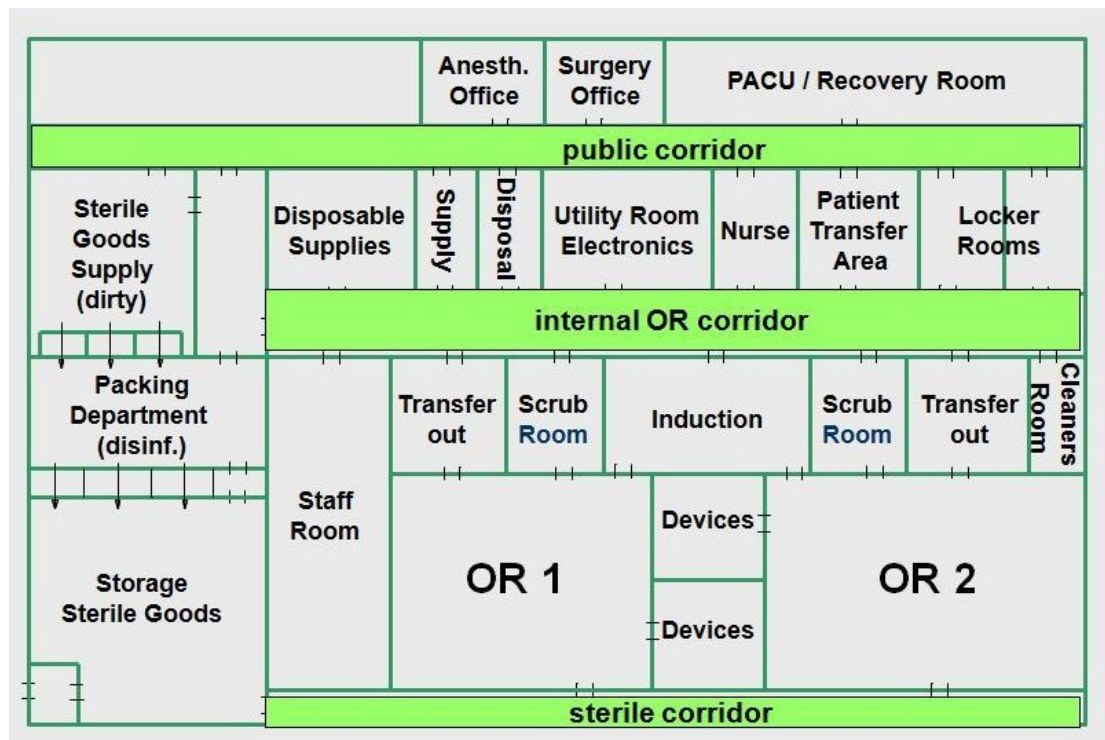 Anesth.
Office
Surgery
Office
PACU / Recovery Room
public corridor
Sterile
Goods
Supply
(dirty)
Disposable
Supplies
Supply
Disposal
Utility Room
Electronics
Nurse
Patient
Transfer
Area
Locker
Rooms
internal OR corridor
Packing
Department
(disinf.)
Transfer
out
Scrub
Room
Induction
Scrub
Room
Transfer
out
Cleaners
Room
Staff
Room
Devices
OR 1
OR 2
Storage
Sterile Goods
Devices
sterile corridor